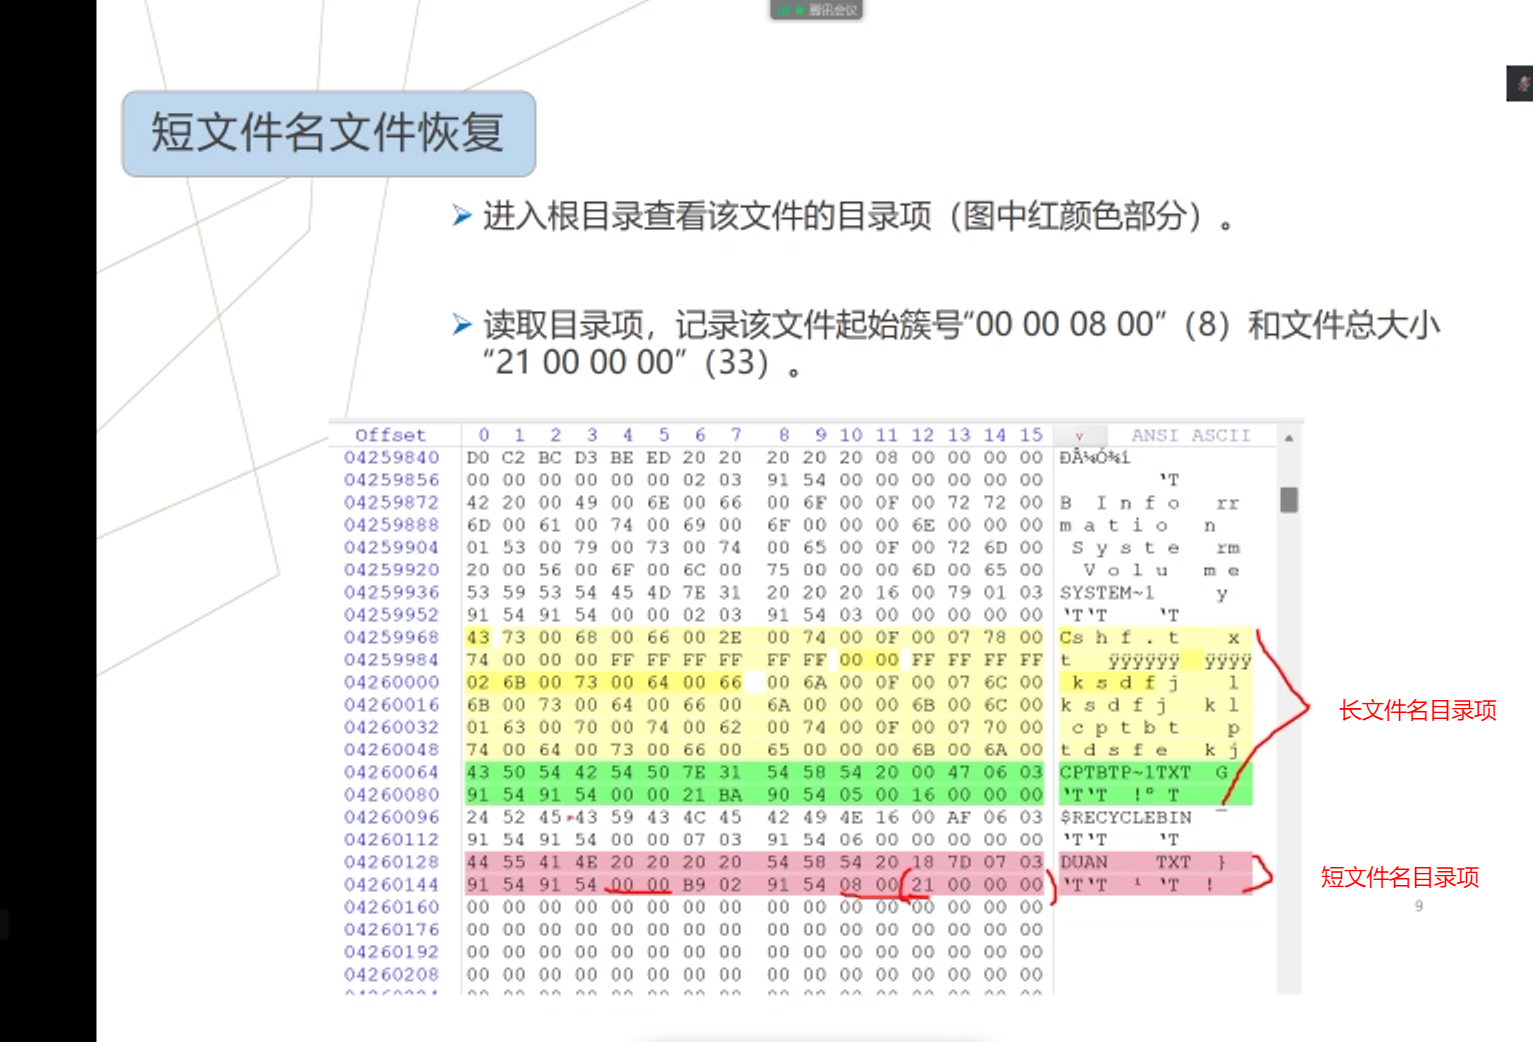 腾讯会议
短文件名文件恢复
➢ 进入根目录查看该文件的目录项（图中红颜色部分）。
➢ 读取目录项，记录该文件起始簇号“00 00 08 00”（8）和文件总大小
“21 00 00 00”（33）。
Offset 0 1 2 3 4 5 6 7 8 9 10 11 12 13 14 15 v ANSI ASCII
04259840 D0 C2 BC D3 BE ED 20 20 20 20 20 08 00 00 00 00 ÐÂ¼Ó¾í
04259856 00 00 00 00 00 00 02 03 91 54 00 00 00 00 00 00 ‘T
04259872 42 20 00 49 00 6E 00 66 00 6F 00 0F 00 72 72 00 B I n f o rr
04259888 6D 00 61 00 74 00 69 00 6F 00 00 00 6E 00 00 00 m a t i o n
04259904 01 53 00 79 00 73 00 74 00 65 00 0F 00 72 6D 00 S y s t e rm
04259920 20 00 56 00 6F 00 6C 00 75 00 00 00 6D 00 65 00 V o l u m e
04259936 53 59 53 54 45 4D 7E 31 20 20 20 16 00 79 01 03 SYSTEM~1 y
04259952 91 54 91 54 00 00 02 03 91 54 03 00 00 00 00 00 ‘T‘T ‘T
04259968 43 73 00 68 00 66 00 2E 00 74 00 0F 00 07 78 00 Cs h f . t x
04259984 74 00 00 00 FF FF FF FF FF FF 00 00 FF FF FF FF t ÿÿÿÿÿÿ ÿÿÿÿ
04260000 02 6B 00 73 00 64 00 66 00 6A 00 0F 00 07 6C 00 k s d f j l
04260016 6B 00 73 00 64 00 66 00 6A 00 00 00 6B 00 6C 00 k s d f j k l
04260032 01 63 00 70 00 74 00 62 00 74 00 0F 00 07 70 00 c p t b t p
04260048 74 00 64 00 73 00 66 00 65 00 00 00 6B 00 6A 00 t d s f e k j
04260064 43 50 54 42 54 50 7E 31 54 58 54 20 00 47 06 03 CPTBTP~1TXT G
04260080 91 54 91 54 00 00 21 BA 90 54 05 00 16 00 00 00 ‘T‘T !º T
04260096 24 52 45 43 59 43 4C 45 42 49 4E 16 00 AF 06 03 $RECYCLEBIN ¯
04260112 91 54 91 54 00 00 07 03 91 54 06 00 00 00 00 00 ‘T‘T ‘T
04260128 44 55 41 4E 20 20 20 20 54 58 54 20 18 7D 07 03 DUAN TXT }
04260144 91 54 91 54 00 00 B9 02 91 54 08 00 21 00 00 00 ‘T‘T ¹ ‘T !
04260160 00 00 00 00 00 00 00 00 00 00 00 00 00 00 00 00
04260176 00 00 00 00 00 00 00 00 00 00 00 00 00 00 00 00
04260192 00 00 00 00 00 00 00 00 00 00 00 00 00 00 00 00
04260208 00 00 00 00 00 00 00 00 00 00 00 00 00 00 00 00
长文件名目录项
短文件名目录项
9